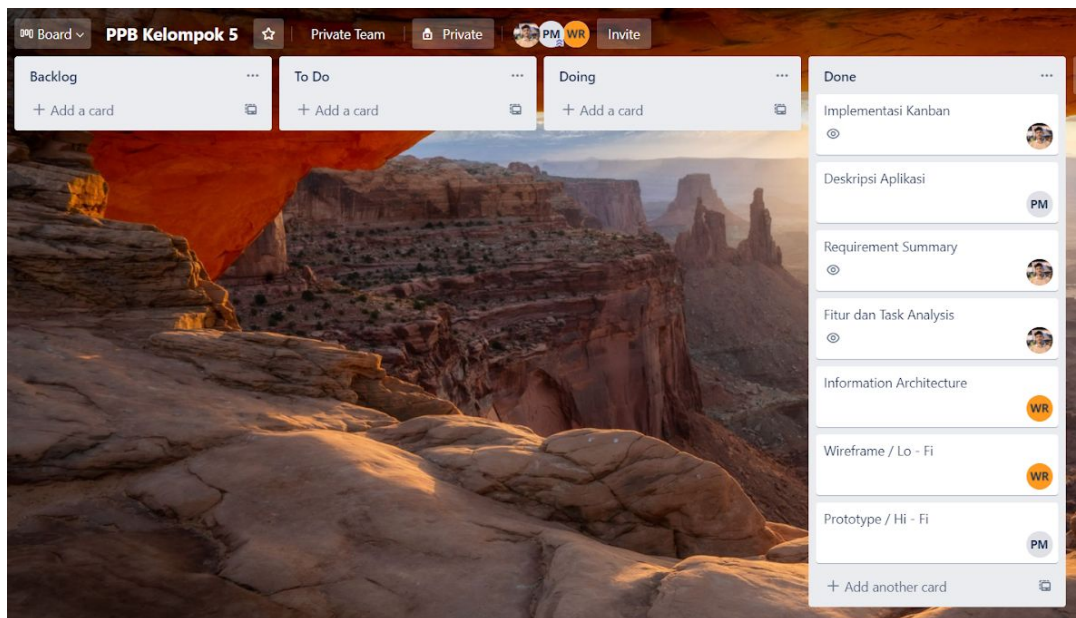 Board PPB Kelompok 5 Private Team Private PM WR Invite
Backlog
+ Add a card
To Do
+ Add a card
Doing
+ Add a card
Done
Implementasi Kanban
Deskripsi Aplikasi
PM
Requirement Summary
Fitur dan Task Analysis
Information Architecture
WR
Wireframe / Lo - Fi
WR
Prototype / Hi - Fi
PM
+ Add another card